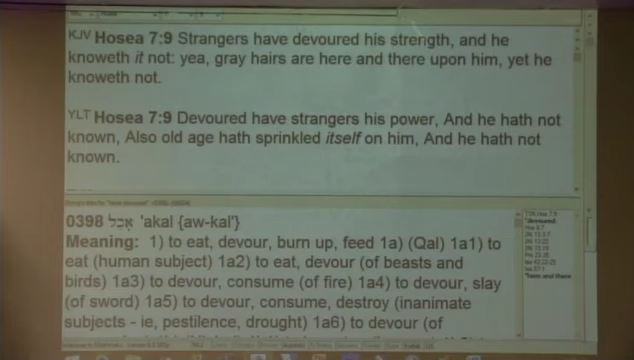 KJV Hosea 7:9 Strangers have devoured his strength, and he
knoweth it not: yea, gray hairs are here and there upon him, yet he
knoweth not.
YLT Hosea 7:9 Devoured have strangers his power, And he hath not
known, Also old age hath sprinkled itself on him, And he hath not
known.
0398 אכל 'akal {aw-kal'}
Meaning: 1) to eat, devour, burn up, feed 1a) (Qal) 1a1) to
eat (human subject) 1a2) to eat, devour (of beasts and
birds) 1a3) to devour, consume (of fire) 1a4) to devour, slay
(of sword) 1a5) to devour, consume, destroy (inanimate
subjects - ie, pestilence, drought) 1a6) to devour (of
"devoured
"here and there